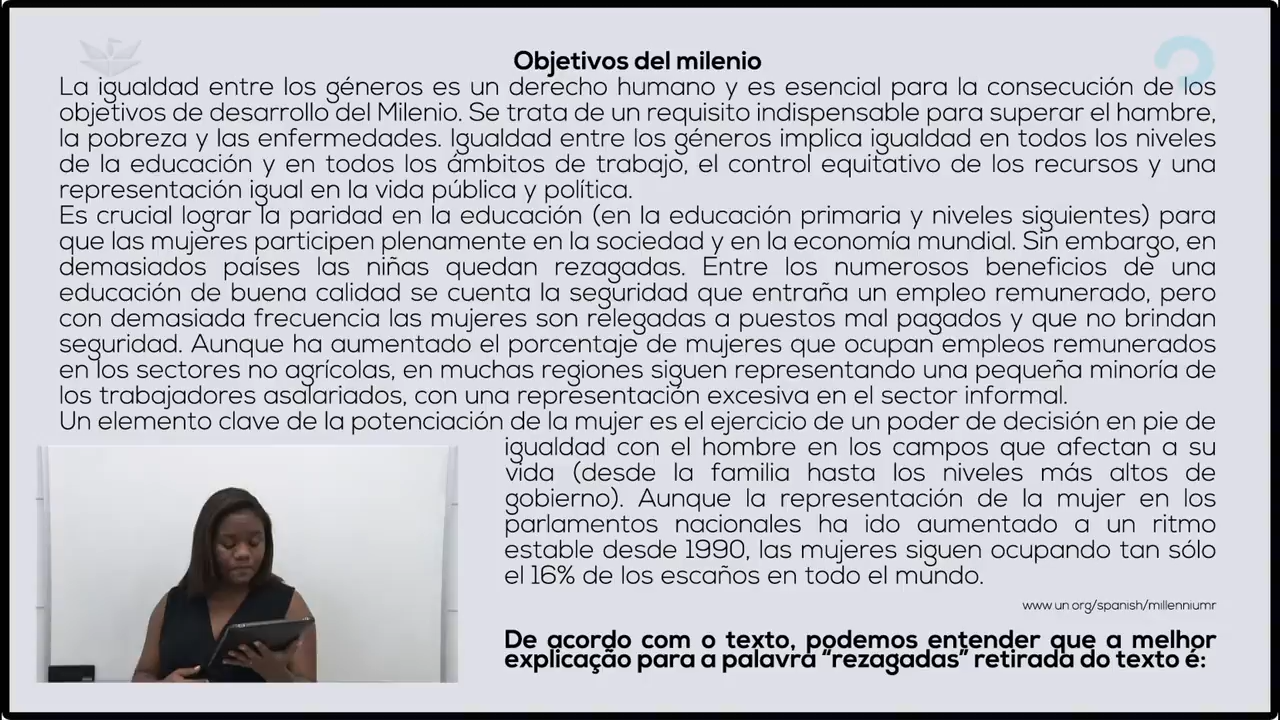 Objetivos del milenio
La igualdad entre los géneros es un derecho humano y es esencial para la consecución de los
objetivos de desarrollo del Milenio. Se trata de un requisito indispensable para superar el hambre,
la pobreza y las enfermedades. Igualdad entre los géneros implica igualdad en todos los niveles
de la educación y en todos los ámbitos de trabajo, el control equitativo de los recursos y una
representación igual en la vida pública y política.
Es crucial lograr la paridad en la educación (en la educación primaria y niveles siguientes) para
que las mujeres participen plenamente en la sociedad y en la economía mundial. Sin embargo, en
demasiados países las niñas quedan rezagadas. Entre los numerosos beneficios de una
educación de buena calidad se cuenta la seguridad que entraña un empleo remunerado, pero
con demasiada frecuencia las mujeres son relegadas a puestos mal pagados y que no brindan
seguridad. Aunque ha aumentado el porcentaje de mujeres que ocupan empleos remunerados
en los sectores no agrícolas, en muchas regiones siguen representando una pequeña minoría de
los trabajadores asalariados, con una representación excesiva en el sector informal.
Un elemento clave de la potenciación de la mujer es el ejercicio de un poder de decisión en pie de
igualdad con el hombre en los campos que afectan a su
vida (desde la familia hasta los niveles más altos de
gobierno). Aunque la representación de la mujer en los
parlamentos nacionales ha ido aumentado a un ritmo
estable desde 1990, las mujeres siguen ocupando tan sólo
el 16% de los escaños en todo el mundo.
www.un org/spanish/millenniumr
De acordo com o texto, podemos entender que a melhor
explicação para a palavra "rezagadas" retirada do texto é: